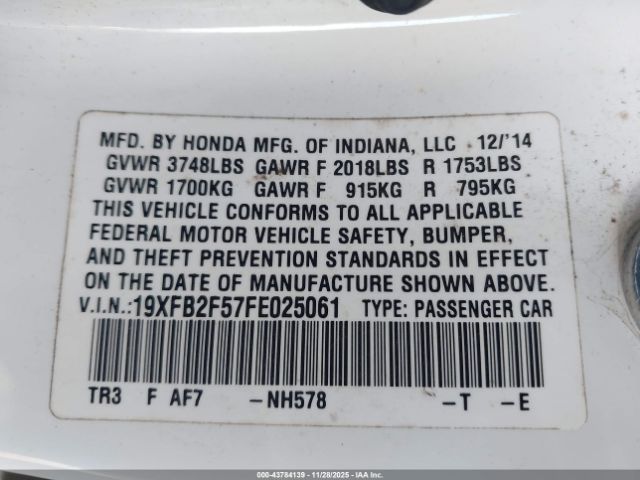 MFD. BY HONDA MFG. OF INDIANA, LLC 12/'14
GVWR 3748LBS GAWR F 2018LBS R 1753LBS
GVWR 1700KG GAWR F 915KG R 795KG
THIS VEHICLE CONFORMS TO ALL APPLICABLE
FEDERAL MOTOR VEHICLE SAFETY, BUMPER,
AND THEFT PREVENTION STANDARDS IN EFFECT
ON THE DATE OF MANUFACTURE SHOWN ABOVE.
V.I.N.:19XFB2F57FE025061 TYPE: PASSENGER CAR
TR3 F AF7 -NH578 -T -E
000-43784139 | 11/28/2025 - IAAI.COM